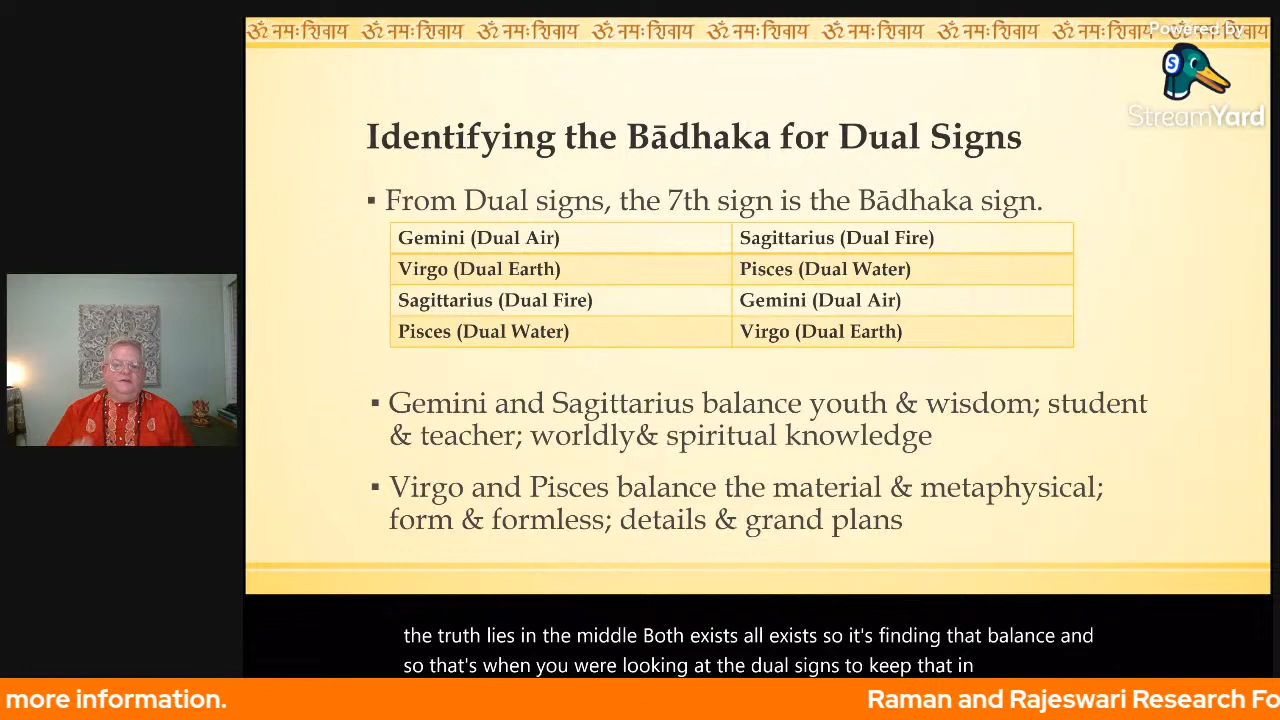 ॐ नमः शिवाय ॐ नमः शिवाय ॐ नमः शिवाय ॐ नमः शिवाय ॐ नमः शिवाय ॐ नमः शिवाय ॐ नमः शिवाय ॐ नमः शिवाय ॐ नमः शिवाय
Powered by
S
StreamYard
Identifying the Bādhaka for Dual Signs
▪ From Dual signs, the 7th sign is the Bādhaka sign.
Gemini (Dual Air) Sagittarius (Dual Fire)
Virgo (Dual Earth) Pisces (Dual Water)
Sagittarius (Dual Fire) Gemini (Dual Air)
Pisces (Dual Water) Virgo (Dual Earth)
▪ Gemini and Sagittarius balance youth & wisdom; student
& teacher; worldly& spiritual knowledge
▪ Virgo and Pisces balance the material & metaphysical;
form & formless; details & grand plans
the truth lies in the middle Both exists all exists so it's finding that balance and
so that's when you were looking at the dual signs to keep that in
more information. Raman and Rajeswari Research Fo